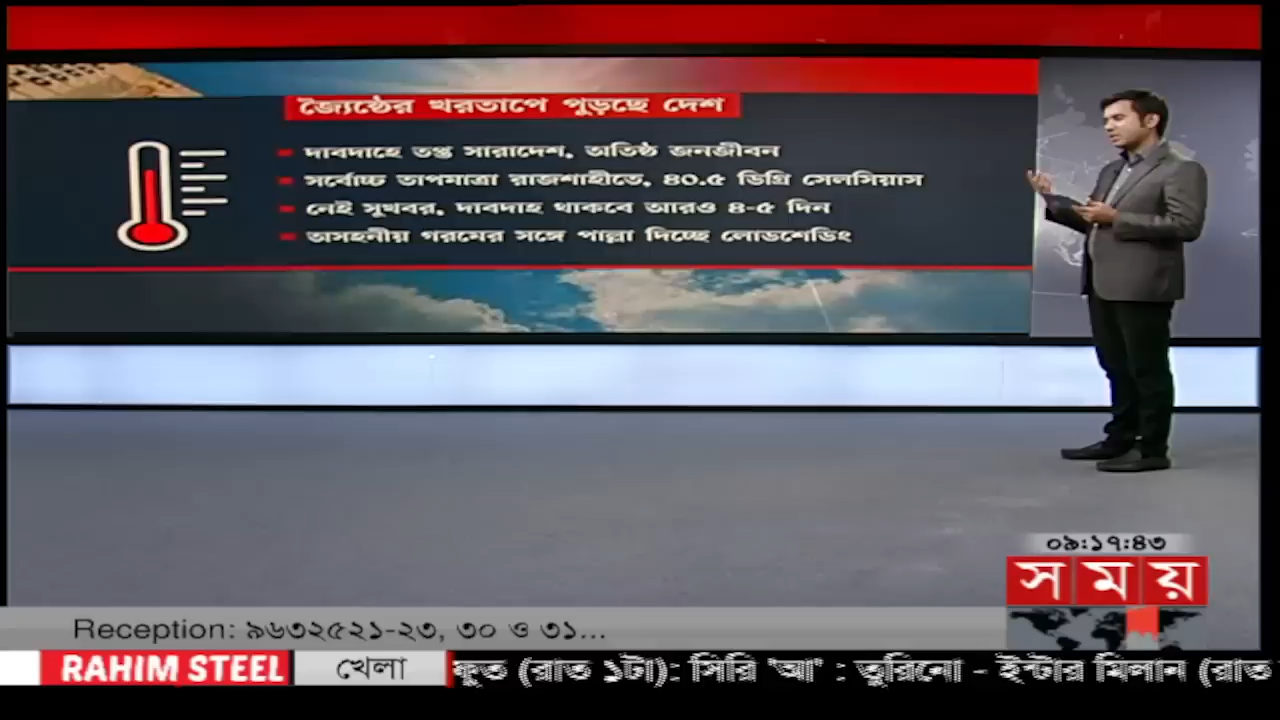 জ্যৈষ্ঠের খরতাপে পুড়ছে দেশ
দাবদাহে তপ্ত সারাদেশ, অতিষ্ঠ জনজীবন
সর্বোচ্চ তাপমাত্রা রাজশাহীতে, ৪০.৫ ডিগ্রি সেলসিয়াস
নেই সুখবর, দাবদাহ থাকবে আরও ৪-৫ দিন
অসহনীয় গরমের সঙ্গে পাল্লা দিচ্ছে লোডশেডিং
০৯:১৭:৪৩
সময়
Reception: ৯৬৩২৫২১-২৩, ৩০ ও ৩১...
RAHIM STEEL খেলা (রাত ১টা): সিরি 'আ' : তুরিনো - ইন্টার মিলান (রাত